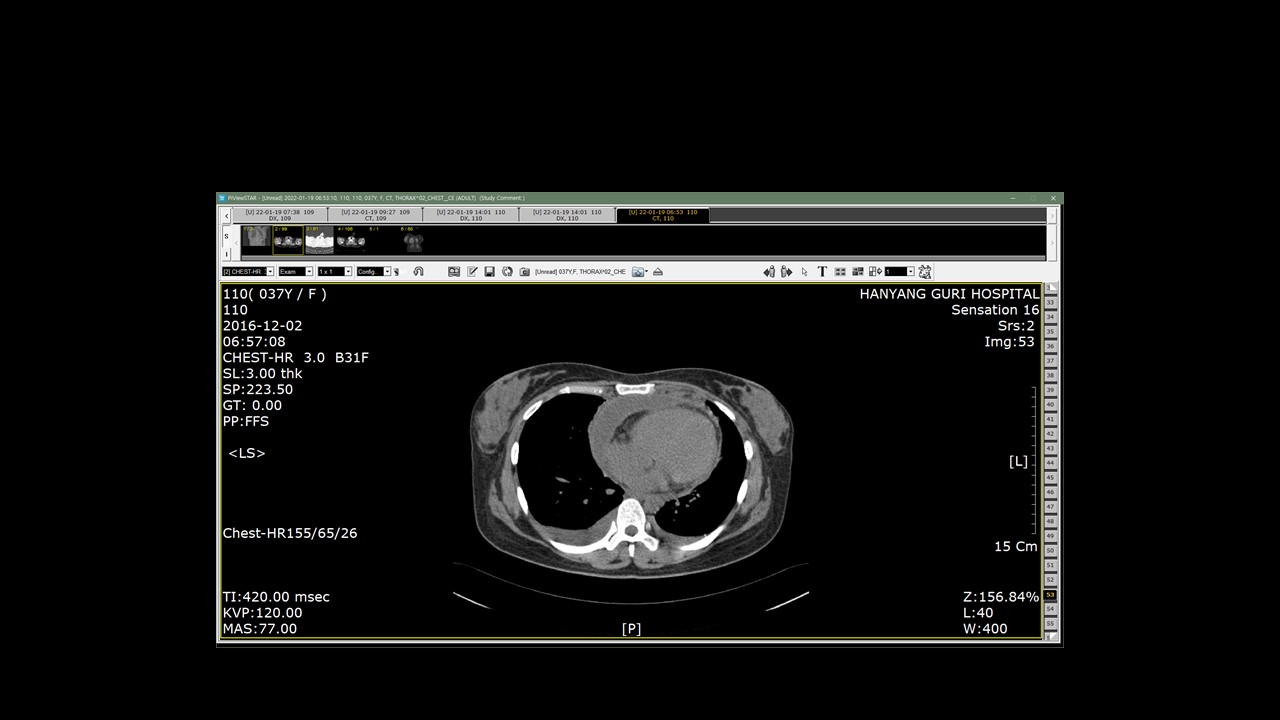 PiViewSTAR - [Unread] 2022-01-19 06:53:10, 110, 110, 037Y, F, CT, THORAX^02_CHEST_CE (ADULT) (Study Comment: )
[U] 22-01-19 07:38 109
DX, 109
[U] 22-01-19 09:27 109
CT, 109
[U] 22-01-19 14:01 110
DX, 110
[U] 22-01-19 14:01 110
DX, 110
[U] 22-01-19 06:53 110
CT, 110
S
I
2 / 99
4 / 106
5 / 1
[2] CHEST-HR
Exam
1 x 1
Config.
[Unread] 037Y,F, THORAX^02_CHE
T
1
110( 037Y / F )
110
2016-12-02
06:57:08
CHEST-HR 3.0 B31F
SL:3.00 thk
SP:223.50
GT: 0.00
PP:FFS
<LS>
Chest-HR155/65/26
TI:420.00 msec
KVP:120.00
MAS:77.00
HANYANG GURI HOSPITAL
Sensation 16
Srs:2
Img:53
[L]
15 Cm
Z:156.84%
L:40
W:400
[P]
33
34
35
36
37
38
39
40
41
42
43
44
45
46
47
48
49
50
51
52
53
54
55